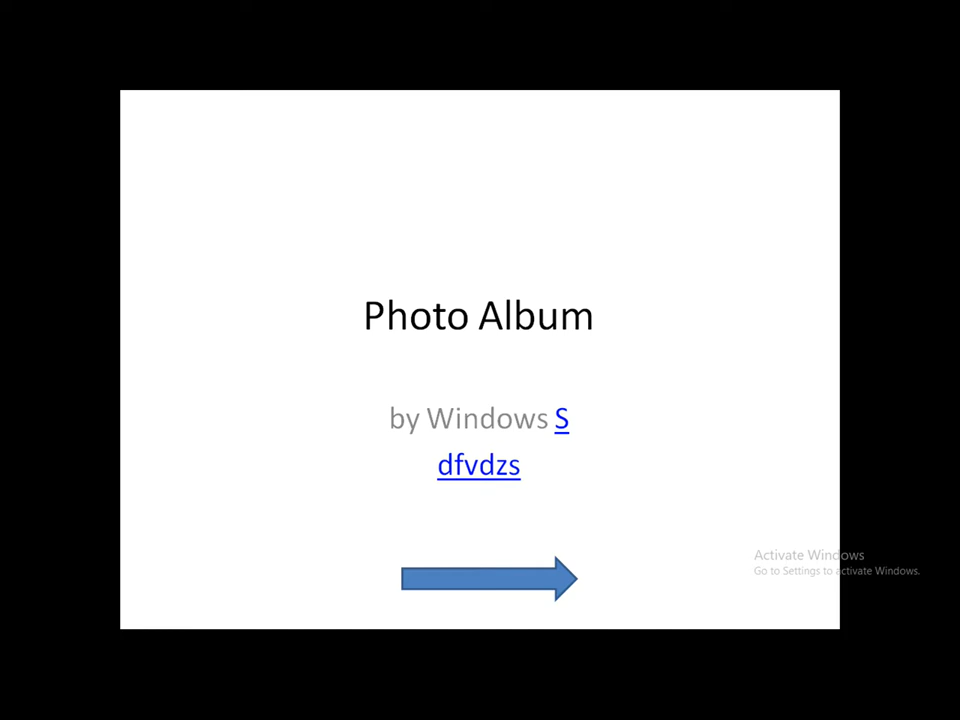 Photo Album
by Windows S
dfvdzs
Activate Windows
Go to Settings to activate Windows.